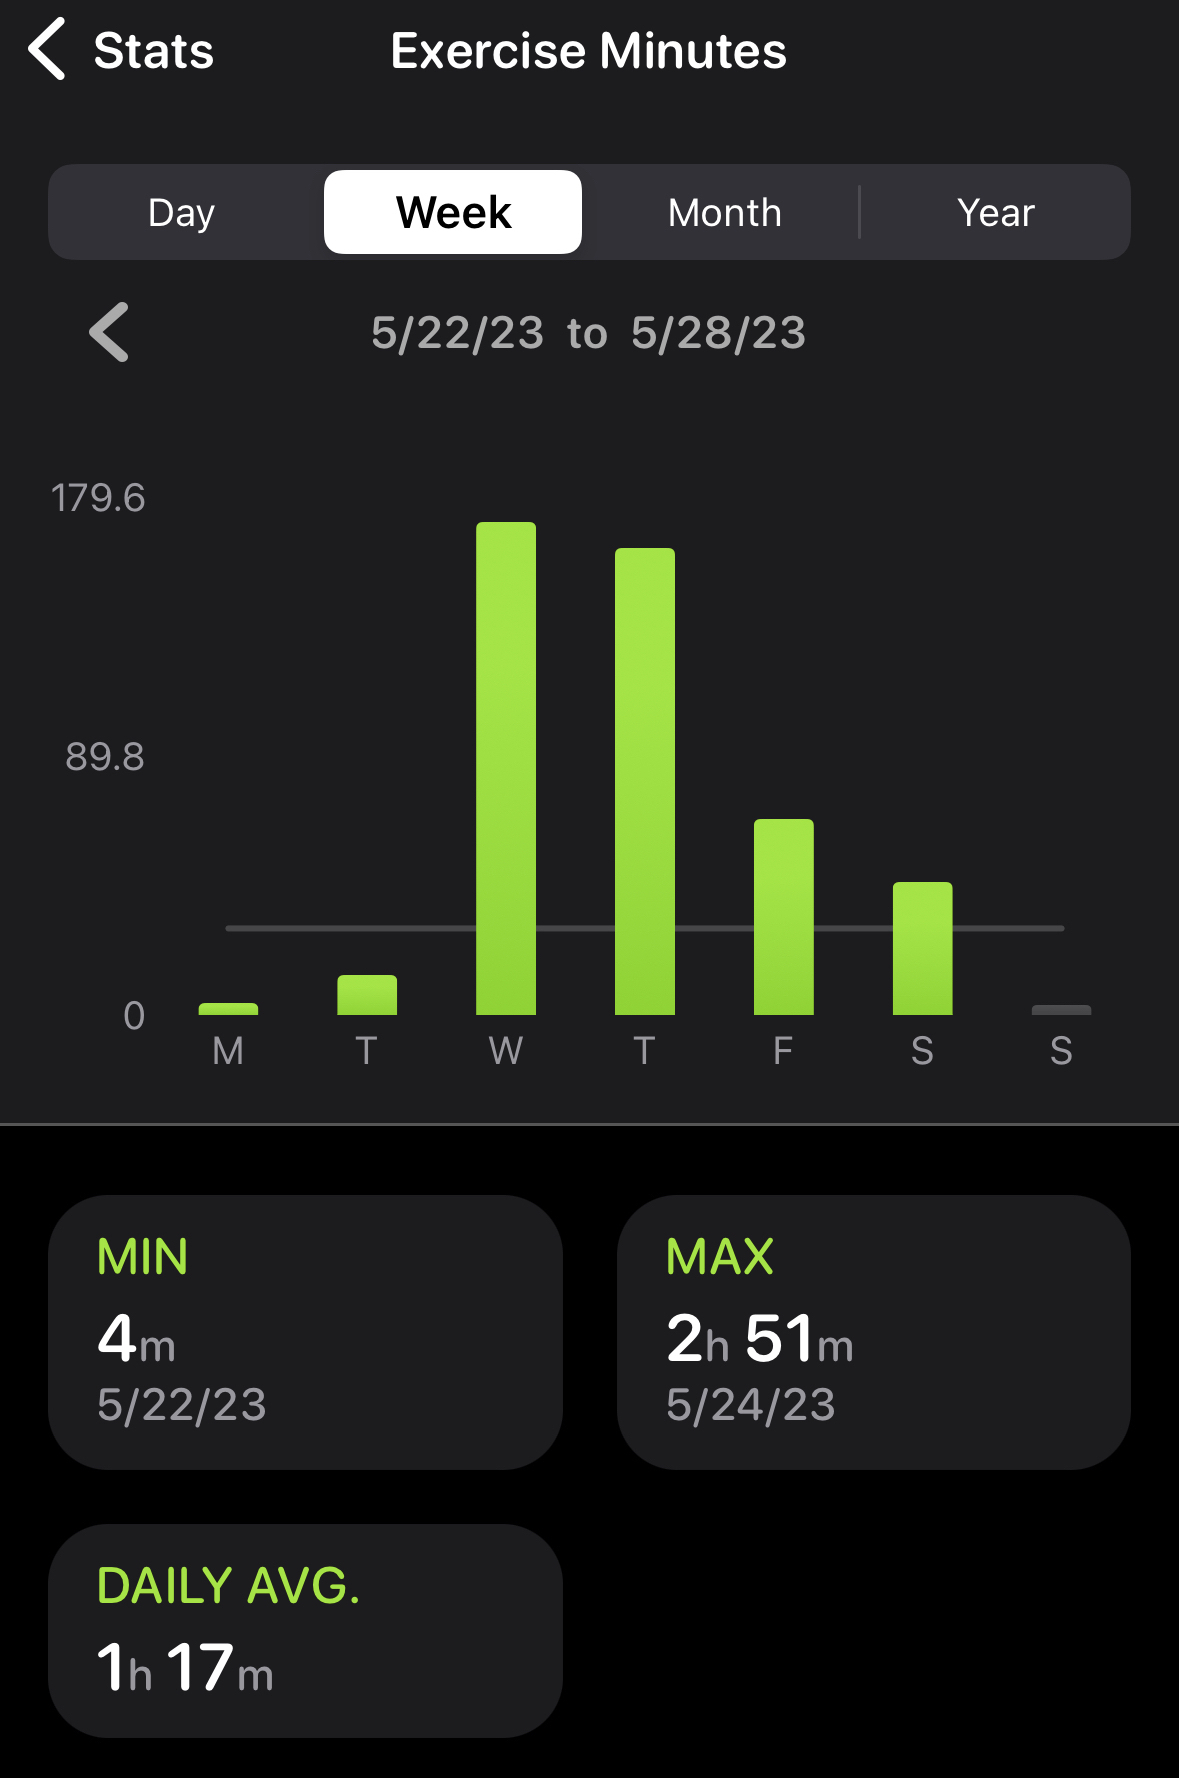 Stats
Exercise Minutes
Day Week Month Year
5/22/23 to 5/28/23
179.6
89.8
0
M T W T F S S
MIN
4m
5/22/23
MAX
2h 51m
5/24/23
DAILY AVG.
1h 17m